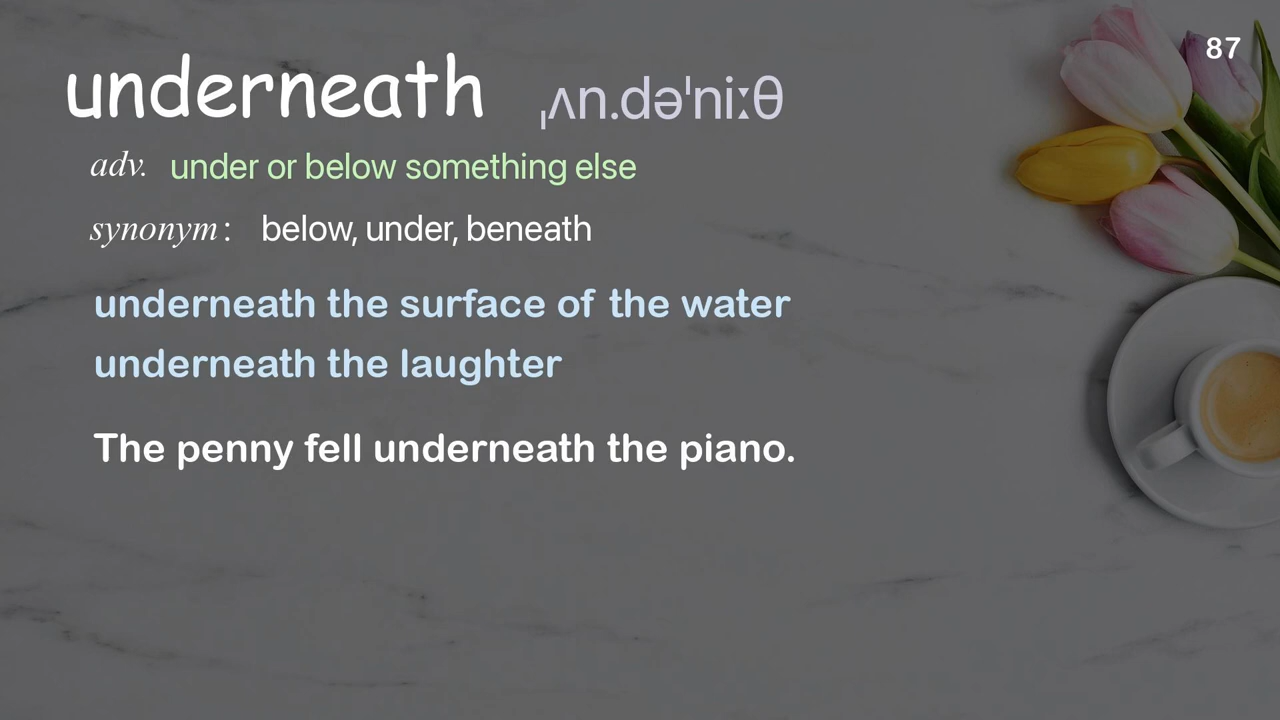 87
underneath ˌʌn.dəˈniːθ
adv. under or below something else
synonym: below, under, beneath
underneath the surface of the water
underneath the laughter
The penny fell underneath the piano.